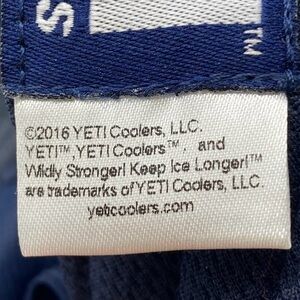 S ™
©2016 YETI Coolers, LLC.
YETI™, YETI Coolers™, and
Wildly Stronger! Keep Ice Longer!™
are trademarks of YETI Coolers, LLC.
yeticoolers.com